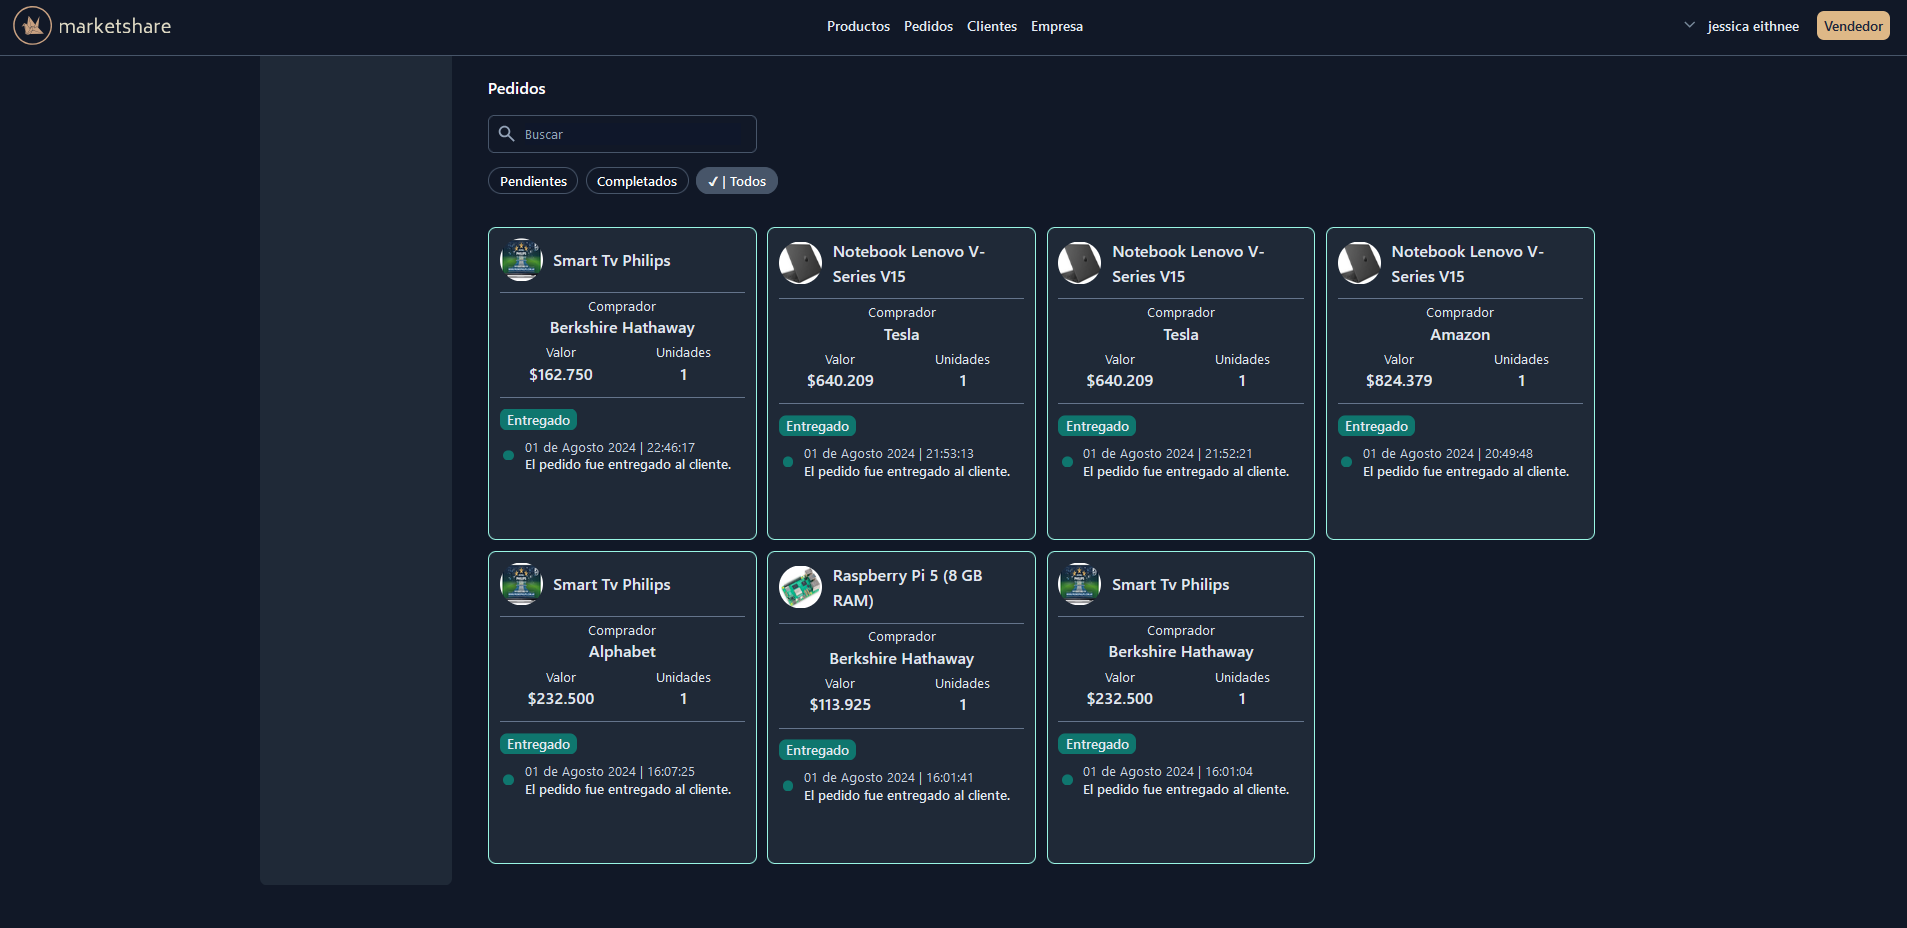 marketshare
Productos Pedidos Clientes Empresa
jessica eithnee
Vendedor
Pedidos
Buscar
Pendientes
Completados
✓ | Todos
Smart Tv Philips
Comprador
Berkshire Hathaway
Valor Unidades
$162.750 1
Entregado
01 de Agosto 2024 | 22:46:17
El pedido fue entregado al cliente.
Notebook Lenovo V-
Series V15
Comprador
Tesla
Valor Unidades
$640.209 1
Entregado
01 de Agosto 2024 | 21:53:13
El pedido fue entregado al cliente.
Notebook Lenovo V-
Series V15
Comprador
Tesla
Valor Unidades
$640.209 1
Entregado
01 de Agosto 2024 | 21:52:21
El pedido fue entregado al cliente.
Notebook Lenovo V-
Series V15
Comprador
Amazon
Valor Unidades
$824.379 1
Entregado
01 de Agosto 2024 | 20:49:48
El pedido fue entregado al cliente.
Smart Tv Philips
Comprador
Alphabet
Valor Unidades
$232.500 1
Entregado
01 de Agosto 2024 | 16:07:25
El pedido fue entregado al cliente.
Raspberry Pi 5 (8 GB
RAM)
Comprador
Berkshire Hathaway
Valor Unidades
$113.925 1
Entregado
01 de Agosto 2024 | 16:01:41
El pedido fue entregado al cliente.
Smart Tv Philips
Comprador
Berkshire Hathaway
Valor Unidades
$232.500 1
Entregado
01 de Agosto 2024 | 16:01:04
El pedido fue entregado al cliente.